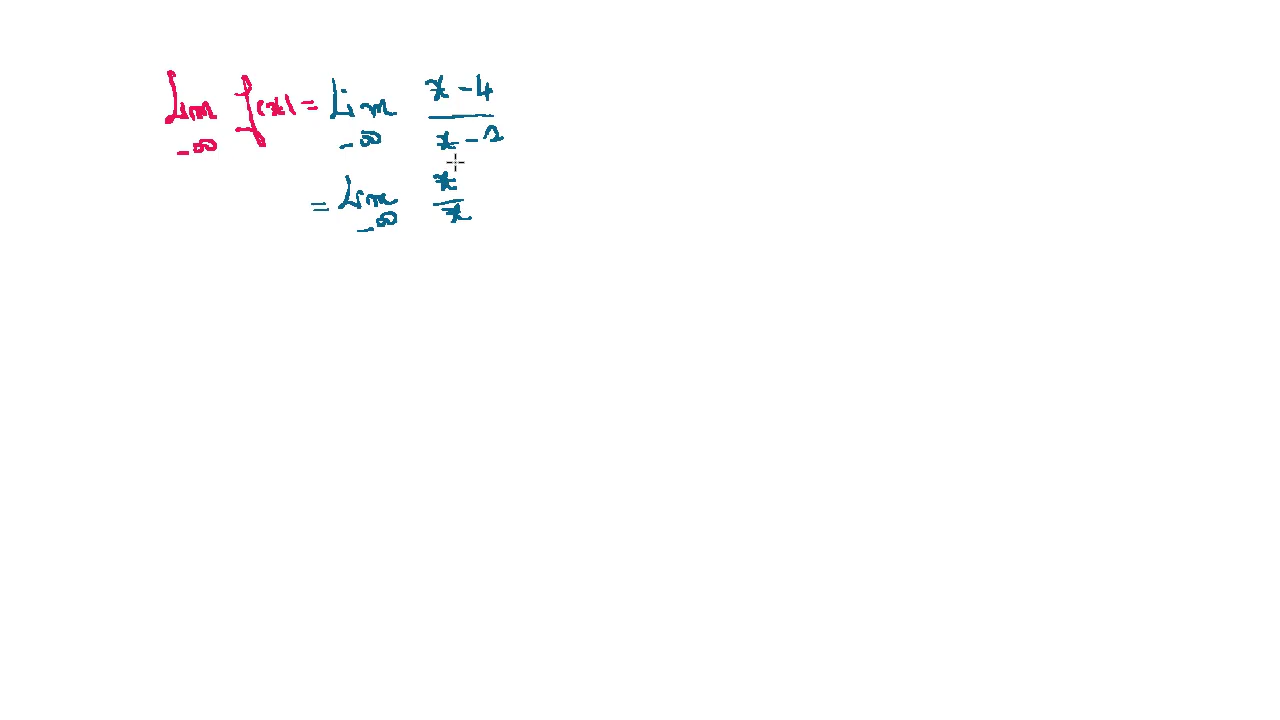 Lim -∞ f(x) = Lim -∞ x - 4 / x - 2
= Lim -∞ x / x